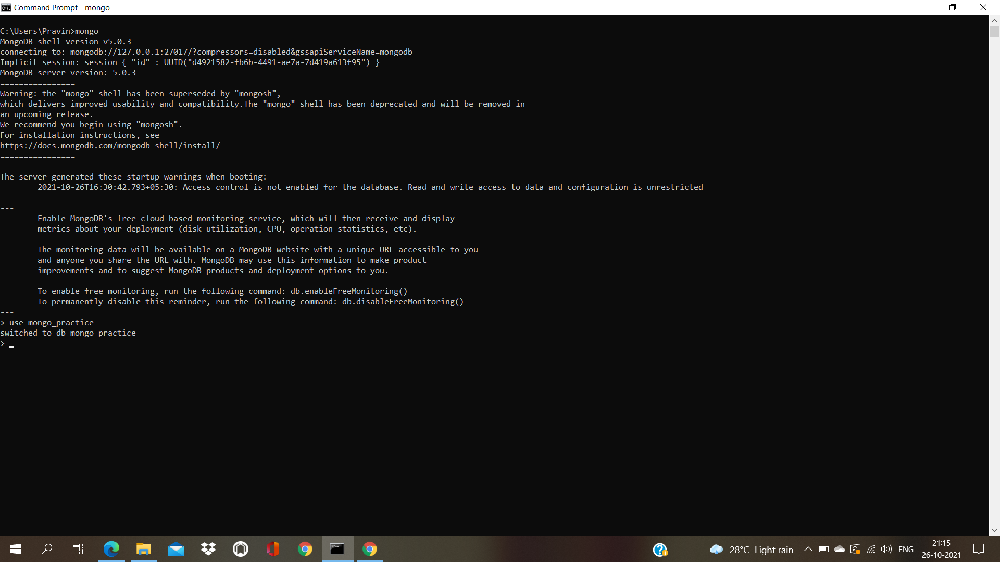 Command Prompt - mongo
C:\Users\Pravin>mongo
MongoDB shell version v5.0.3
connecting to: mongodb://127.0.0.1:27017/?compressors=disabled&gssapiServiceName=mongodb
Implicit session: session { "id" : UUID("d4921582-fb6b-4491-ae7a-7d419a613f95") }
MongoDB server version: 5.0.3
================
Warning: the "mongo" shell has been superseded by "mongosh",
which delivers improved usability and compatibility.The "mongo" shell has been deprecated and will be removed in
an upcoming release.
We recommend you begin using "mongosh".
For installation instructions, see
https://docs.mongodb.com/mongodb-shell/install/
================
---
The server generated these startup warnings when booting:
        2021-10-26T16:30:42.793+05:30: Access control is not enabled for the database. Read and write access to data and configuration is unrestricted
---
---
        Enable MongoDB's free cloud-based monitoring service, which will then receive and display
        metrics about your deployment (disk utilization, CPU, operation statistics, etc).

        The monitoring data will be available on a MongoDB website with a unique URL accessible to you
        and anyone you share the URL with. MongoDB may use this information to make product
        improvements and to suggest MongoDB products and deployment options to you.

        To enable free monitoring, run the following command: db.enableFreeMonitoring()
        To permanently disable this reminder, run the following command: db.disableFreeMonitoring()
---
> use mongo_practice
switched to db mongo_practice
>
28°C Light rain
ENG
21:15
26-10-2021